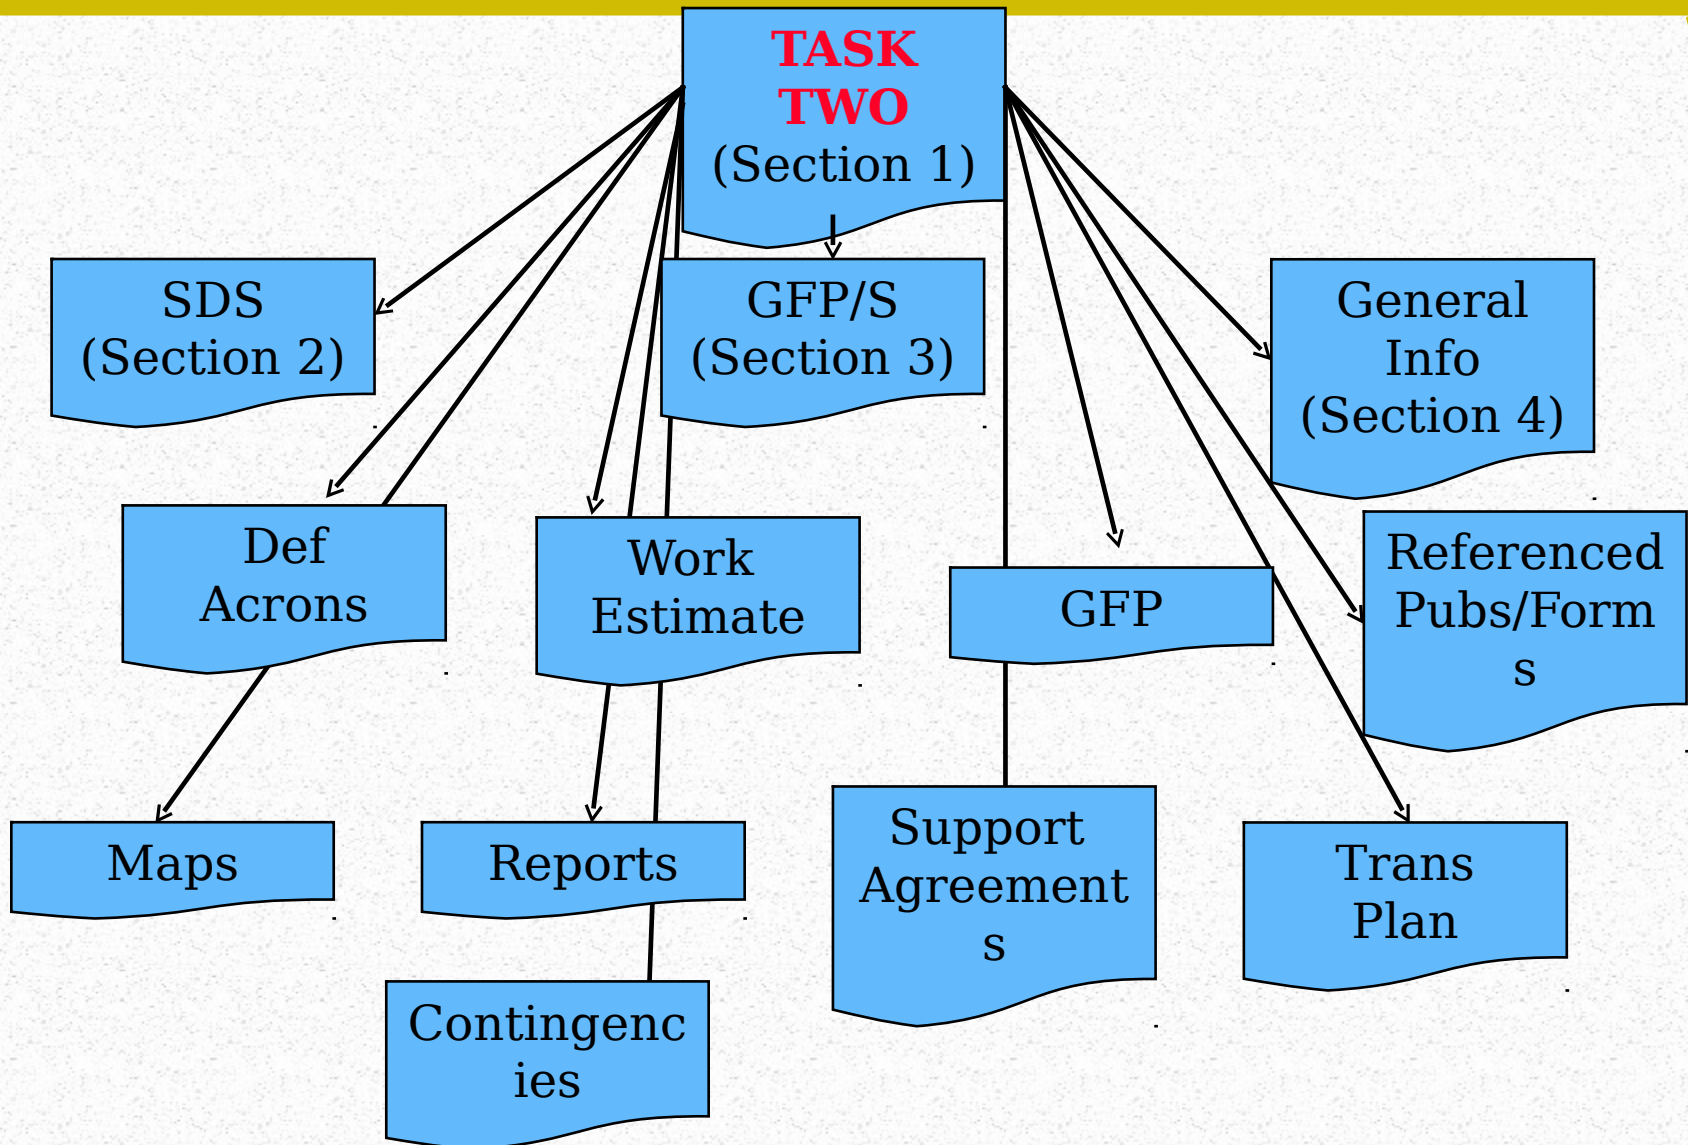 TASK
TWO
(Section 1)
SDS
(Section 2)
GFP/S
(Section 3)
General
Info
(Section 4)
Def
Acrons
Work
Estimate
GFP
Referenced
Pubs/Form
s
Maps
Reports
Support
Agreement
s
Trans
Plan
Contingenc
ies